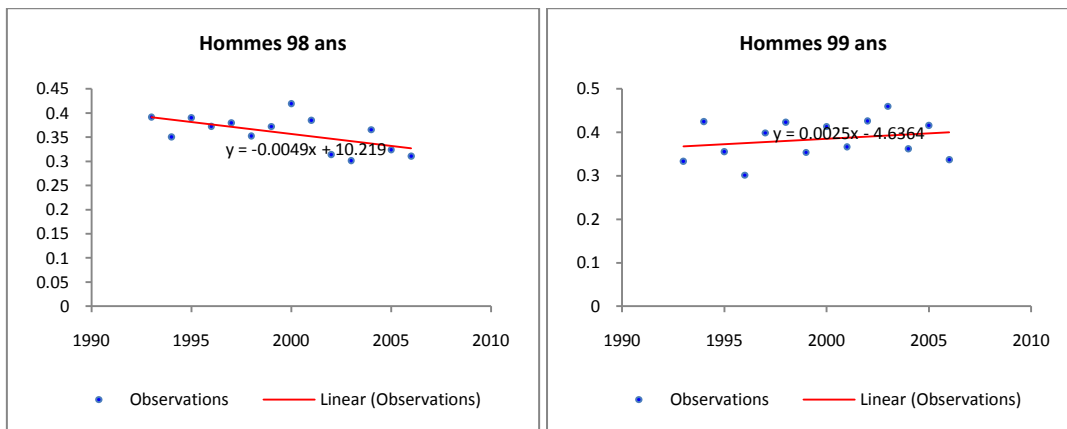 Hommes 98 ans
0.45
0.4
0.35
0.3
0.25
0.2
0.15
0.1
0.05
0
y = -0.0049x + 10.219
1990 1995 2000 2005 2010
Observations Linear (Observations)
Hommes 99 ans
0.5
0.4
0.3
0.2
0.1
0
y = 0.0025x - 4.6364
1990 1995 2000 2005 2010
Observations Linear (Observations)